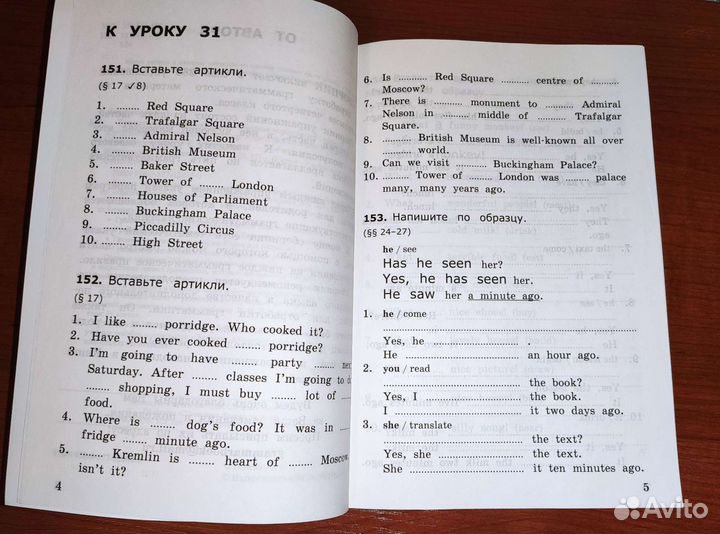 К УРОКУ 31
151. Вставьте артикли.
(§ 17 ✓8)
1. ........ Red Square
2. ........ Trafalgar Square
3. ........ Admiral Nelson
4. ........ British Museum
5. ........ Baker Street
6. ........ Tower of ........ London
7. ........ Houses of Parliament
8. ........ Buckingham Palace
9. ........ Piccadilly Circus
10. ........ High Street
152. Вставьте артикли.
(§ 17)
1. I like ........ porridge. Who cooked it?
2. Have you ever cooked ........ porridge?
3. I'm going to have ........ party
Saturday. After ........ classes I'm going to
........ shopping, I must buy ........ lot of
food.
4. Where is ........ dog's food? It was in
fridge ........ minute ago.
5. ........ Kremlin is ........ heart of ........ Moscow,
isn't it?
4
6. Is ........ Red Square ........ centre of ........
Moscow?
7. There is ........ monument to ........ Admiral
Nelson in ........ middle of ........ Trafalgar
Square.
8. ........ British Museum is well-known all over
........ world.
9. Can we visit ........ Buckingham Palace?
10. ........ Tower of ........ London was ........ palace
many, many years ago.
153. Напишите по образцу.
(§§ 24–27)
he / see
Has he seen her?
Yes, he has seen her.
He saw her a minute ago.
1. he / come
........
Yes, he ........ .
He ........ an hour ago.
2. you / read
........ the book?
Yes, I ........ the book.
I ........ it two days ago.
3. she / translate
........ the text?
Yes, she ........ the text.
She ........ it ten minutes ago.
5
Avito